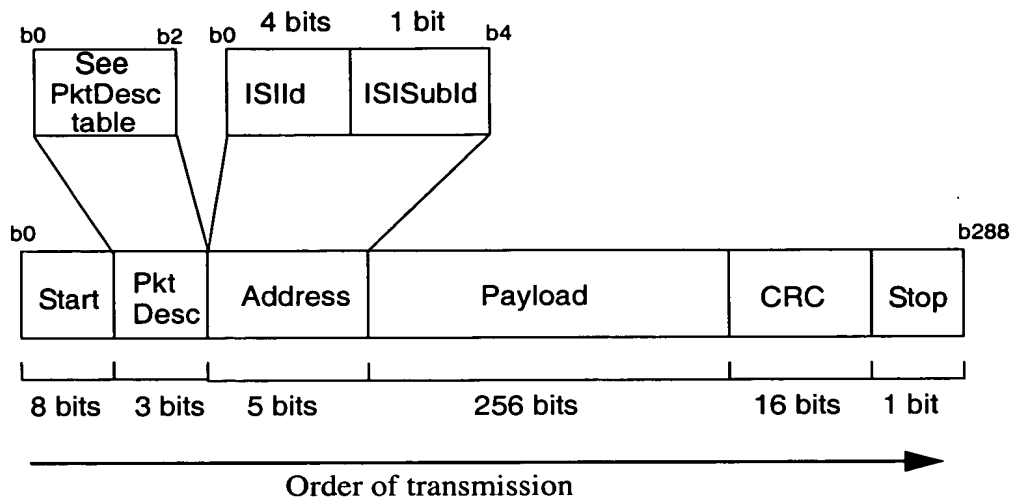 4 bits 1 bit
b0 b2 b0 b4
See
PktDesc
table
ISIId ISISubId
b0 b288
Start Pkt
Desc Address Payload CRC Stop
8 bits 3 bits 5 bits 256 bits 16 bits 1 bit
Order of transmission